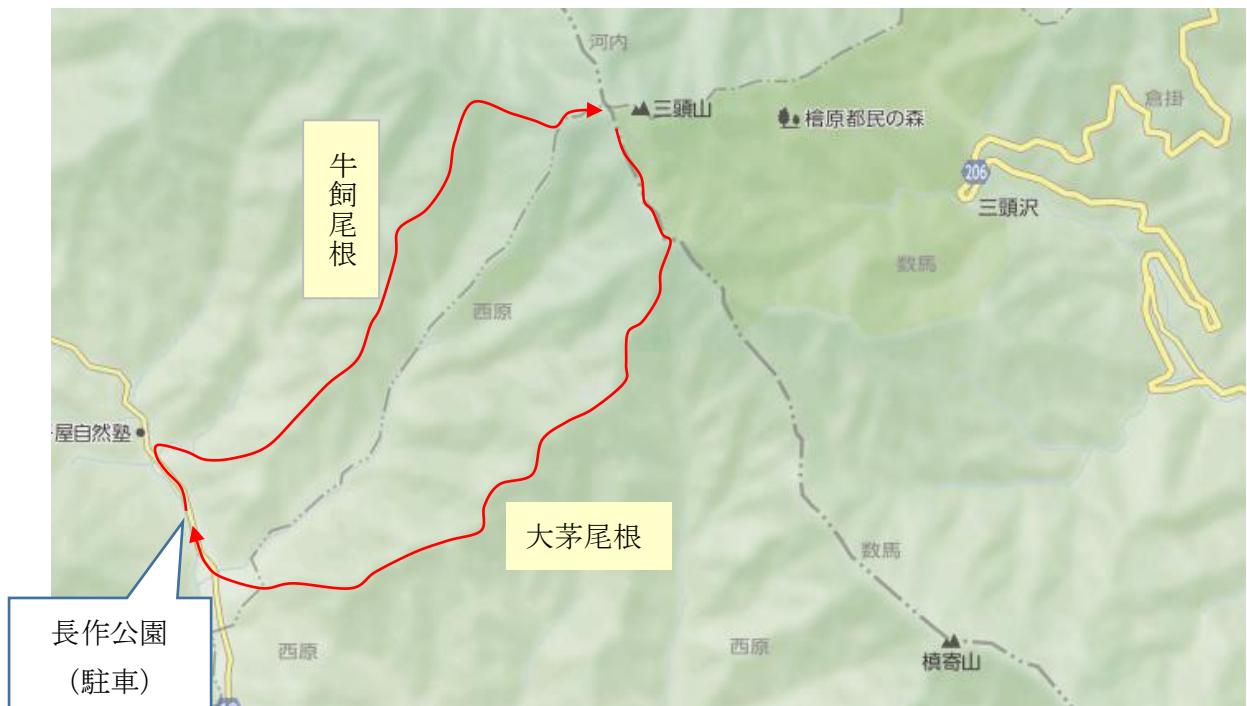 河内
三頭山
檜原都民の森
倉掛
206
三頭沢
牛飼尾根
数馬
西原
屋自然塾
大茅尾根
数馬
長作公園
（駐車）
西原
西原
槙寄山